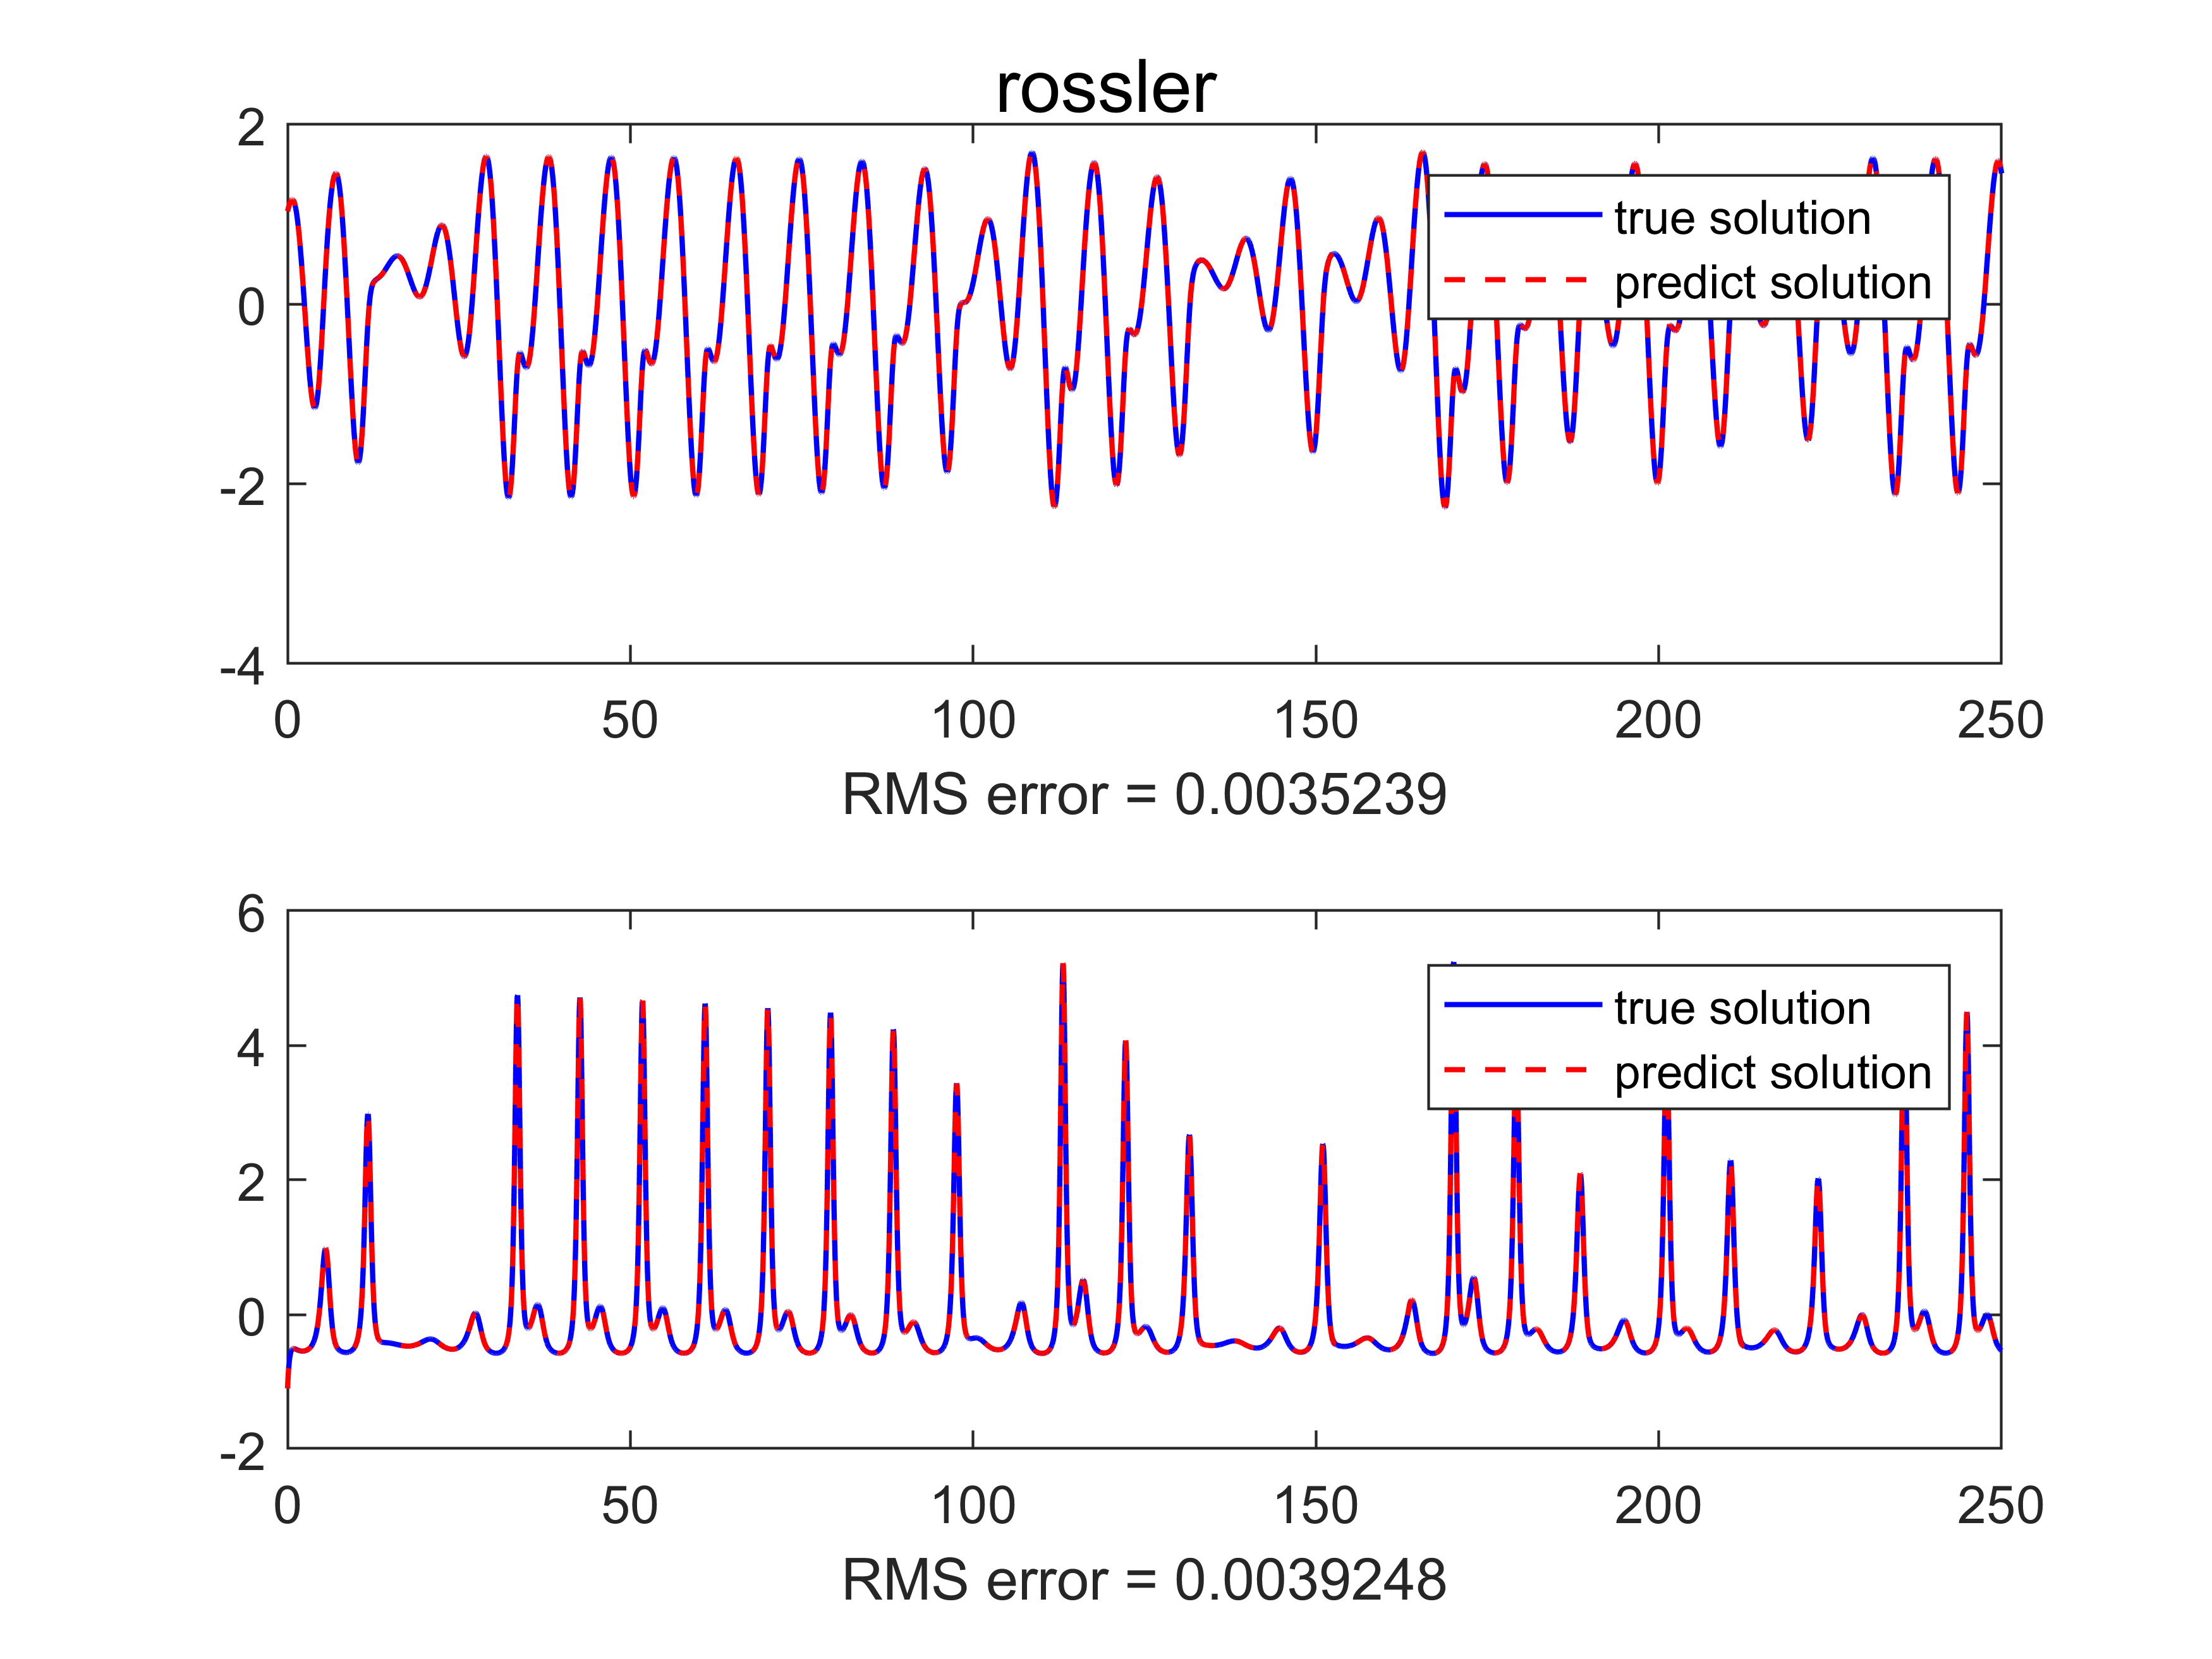 rossler
2
0
-2
-4
true solution
predict solution
0 50 100 150 200 250
RMS error = 0.0035239
6
4
2
0
-2
true solution
predict solution
0 50 100 150 200 250
RMS error = 0.0039248